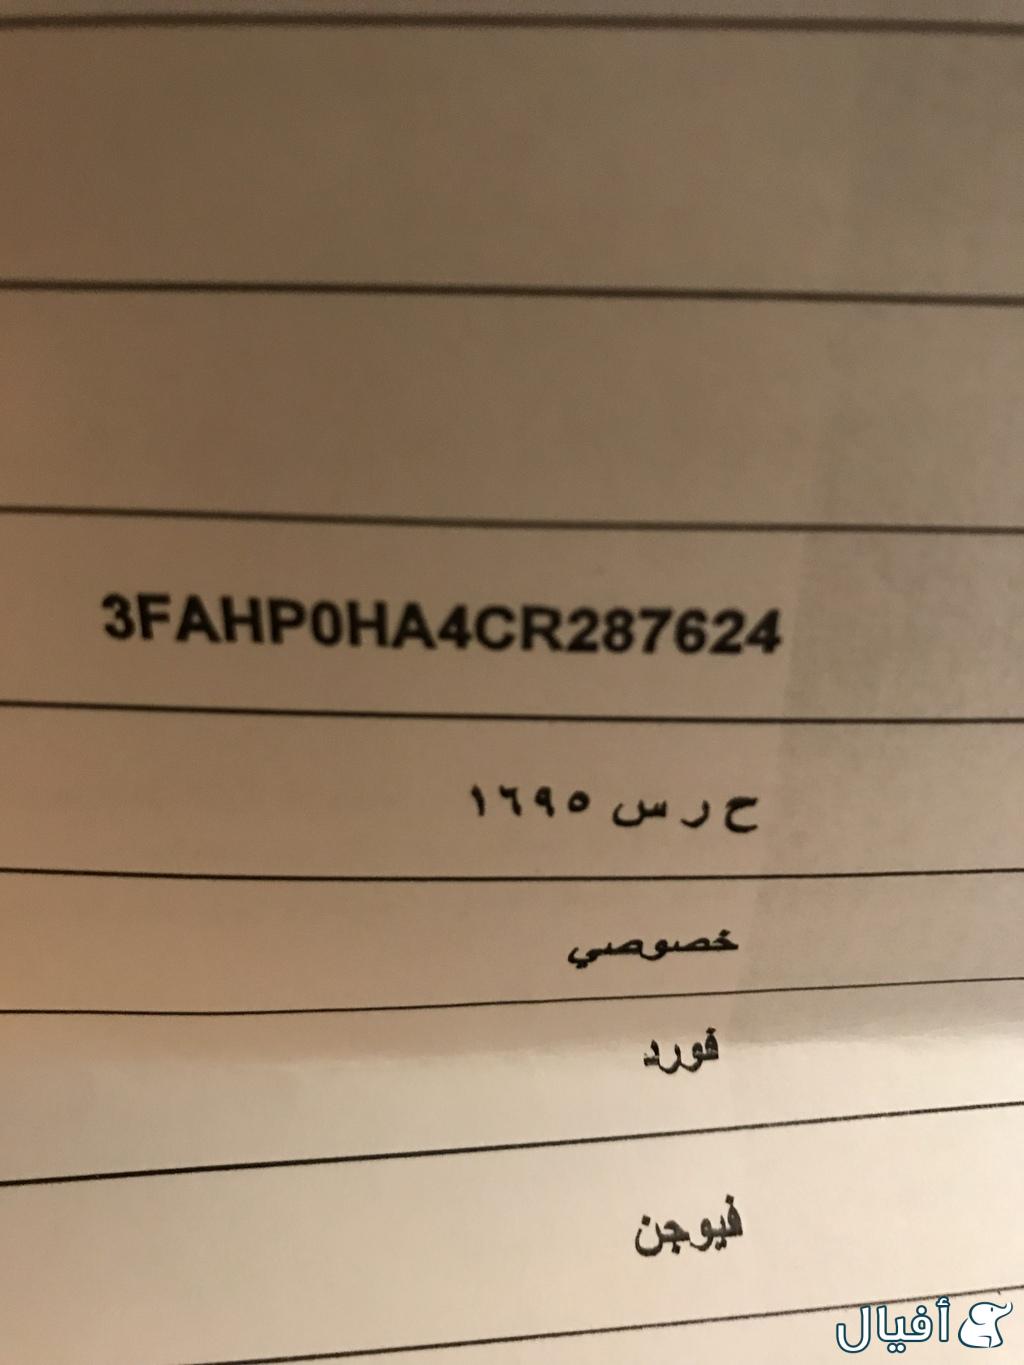 3FAHP0HA4CR287624
ح ر س ١٦٩٥
خصوصي
فورد
فيوجن
أفيال